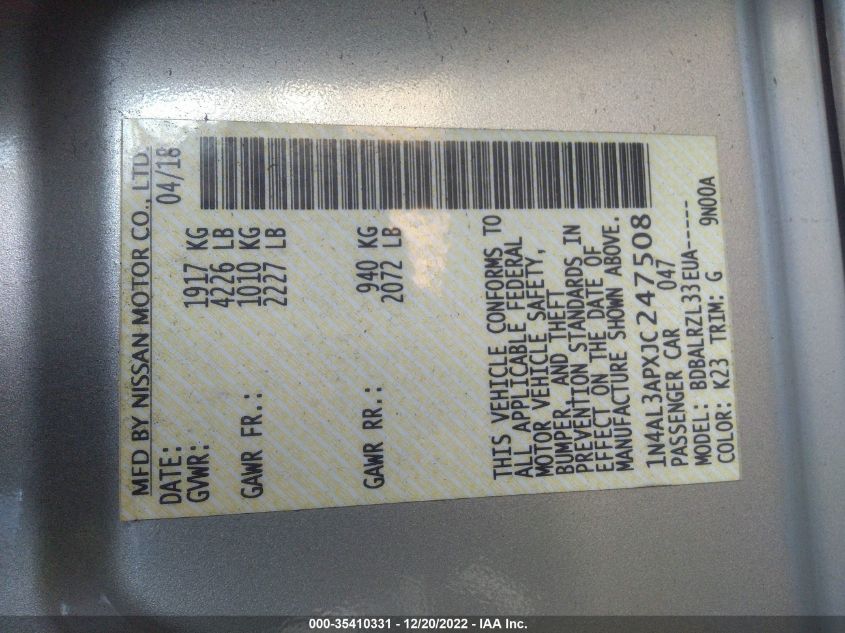 MFD BY NISSAN MOTOR CO., LTD.
DATE: 04/18
GVWR: 1917 KG
4226 LB
GAWR FR.: 1010 KG
2227 LB
GAWR RR.: 940 KG
2072 LB
THIS VEHICLE CONFORMS TO
ALL APPLICABLE FEDERAL
MOTOR VEHICLE SAFETY,
BUMPER, AND THEFT
PREVENTION STANDARDS IN
EFFECT ON THE DATE OF
MANUFACTURE SHOWN ABOVE.
1N4AL3APXJC247508
PASSENGER CAR 047
MODEL: BDBALRZL33EUA-----
COLOR: K23 TRIM: G 9N00A
000-35410331 - 12/20/2022 - IAA Inc.